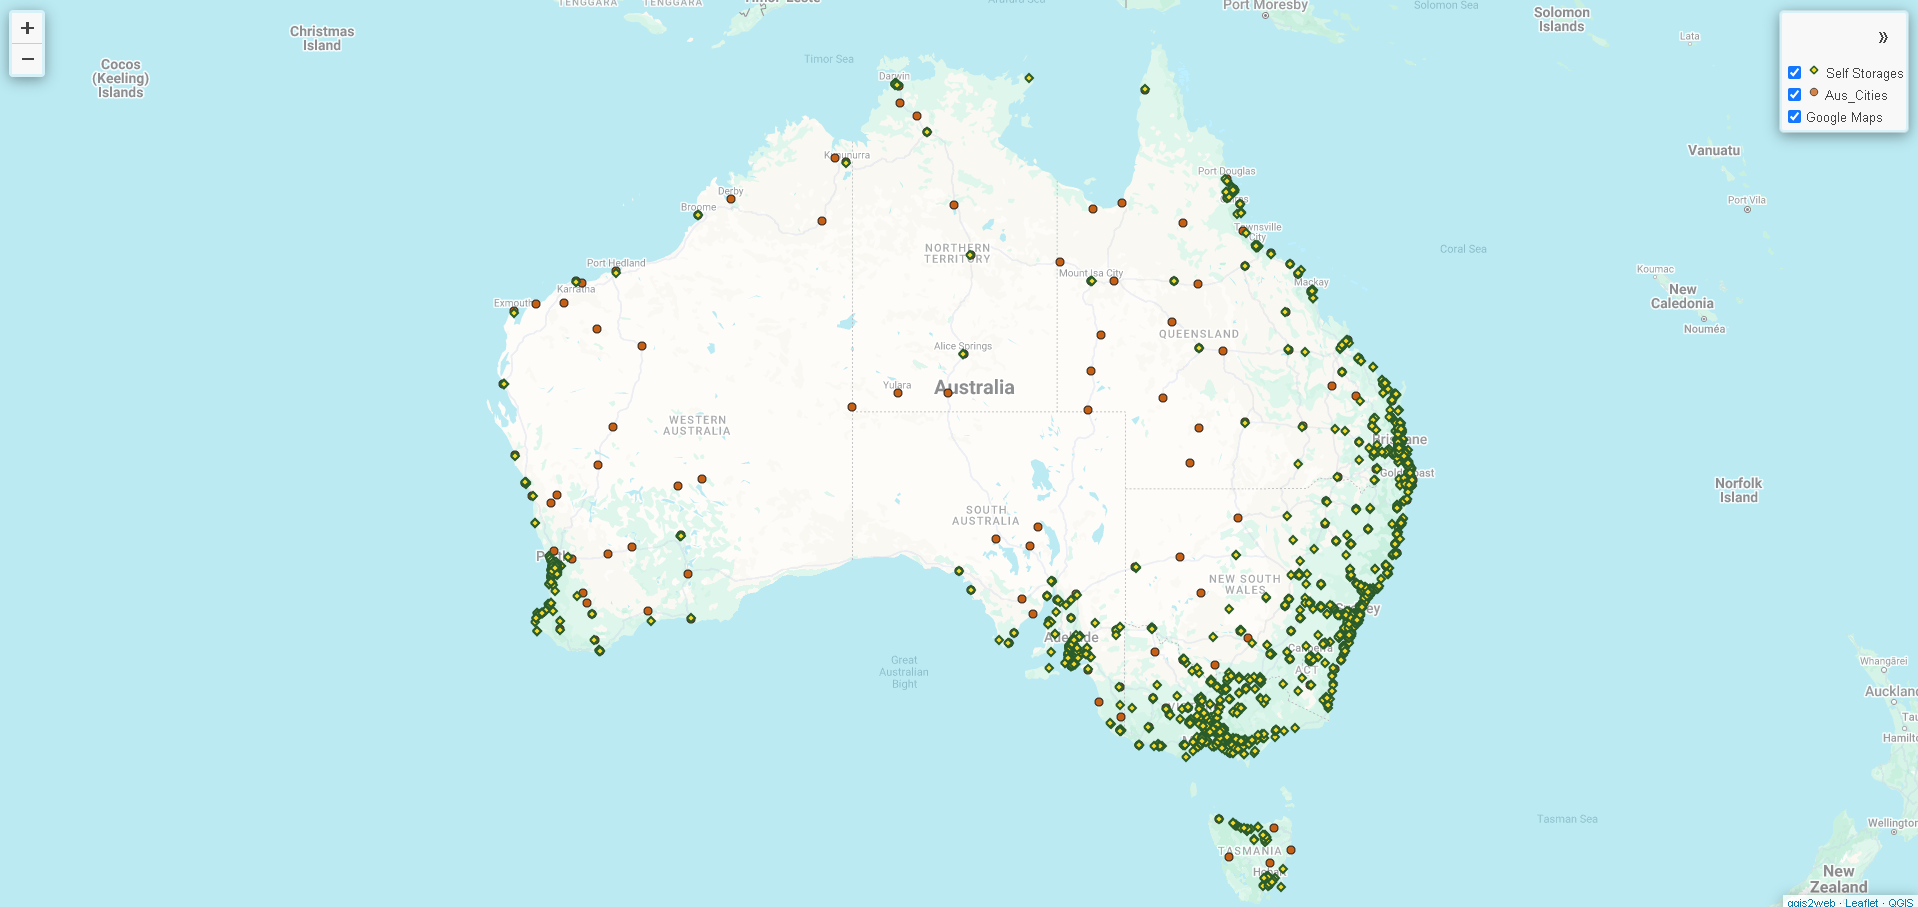 TENGGARA
TENGGARA
Timor-Leste
Arafura Sea
Port Moresby
Solomon Sea
Solomon
Islands
Lata
Christmas
Island
Cocos
(Keeling)
Islands
+
−
»
Self Storages
Aus_Cities
Google Maps
Timor Sea
Darwin
Kununurra
Port Douglas
Vanuatu
Port Vila
Derby
Broome
Townsville
City
Coral Sea
NORTHERN
TERRITORY
Port Hedland
Karratha
Exmouth
Mount Isa City
Mackay
Koumac
New
Caledonia
Nouméa
QUEENSLAND
Alice Springs
Yulara
Australia
WESTERN
AUSTRALIA
Brisbane
Gold Coast
Norfolk
Island
SOUTH
AUSTRALIA
Perth
NEW SOUTH
WALES
Sydney
Adelaide
Canberra
ACT
Great
Australian
Bight
Whangārei
Auckland
Hamilton
Tasman Sea
TASMANIA
Hobart
Wellington
New
Zealand
qgis2web · Leaflet · QGIS